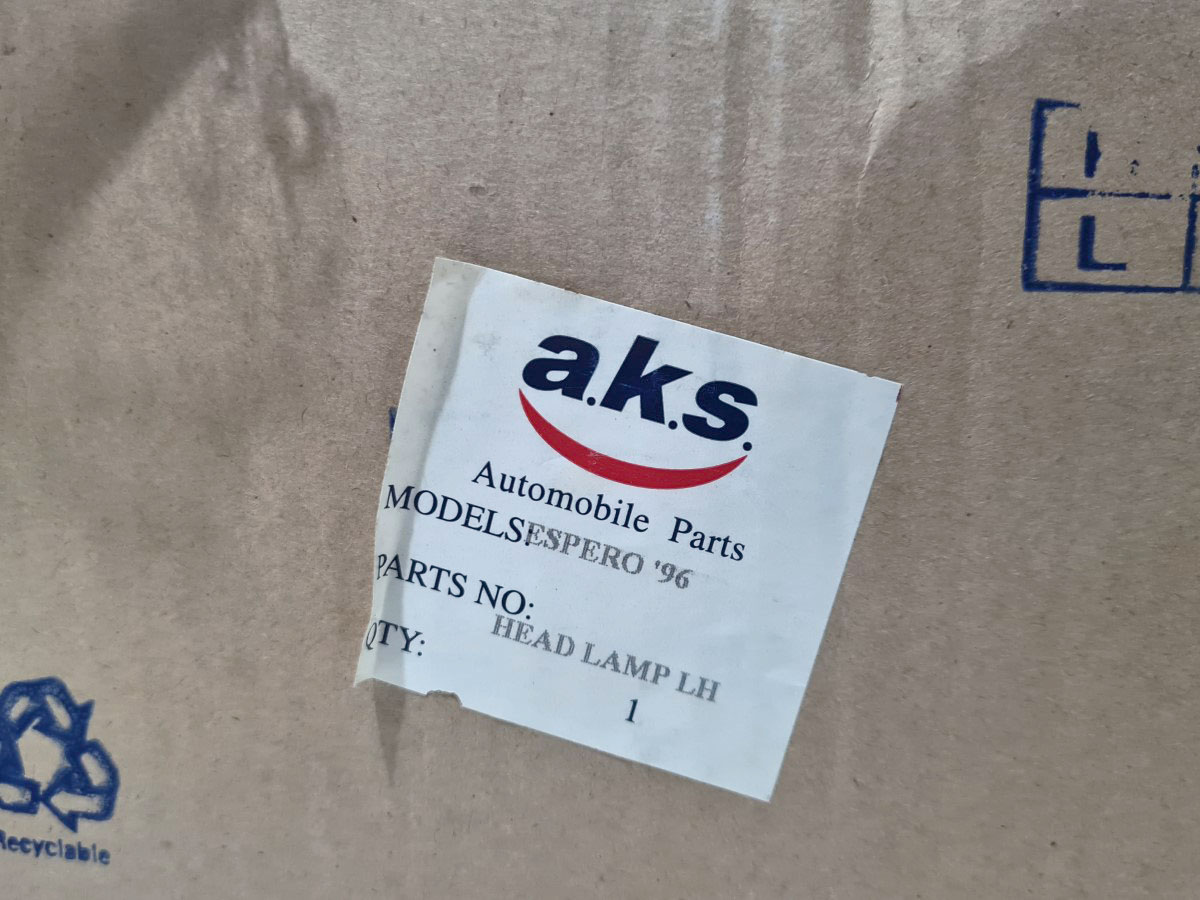 L
a.k.s.
Automobile Parts
MODELS: ESPERO '96
PARTS NO:
HEAD LAMP LH
QTY:
1
Recyclable